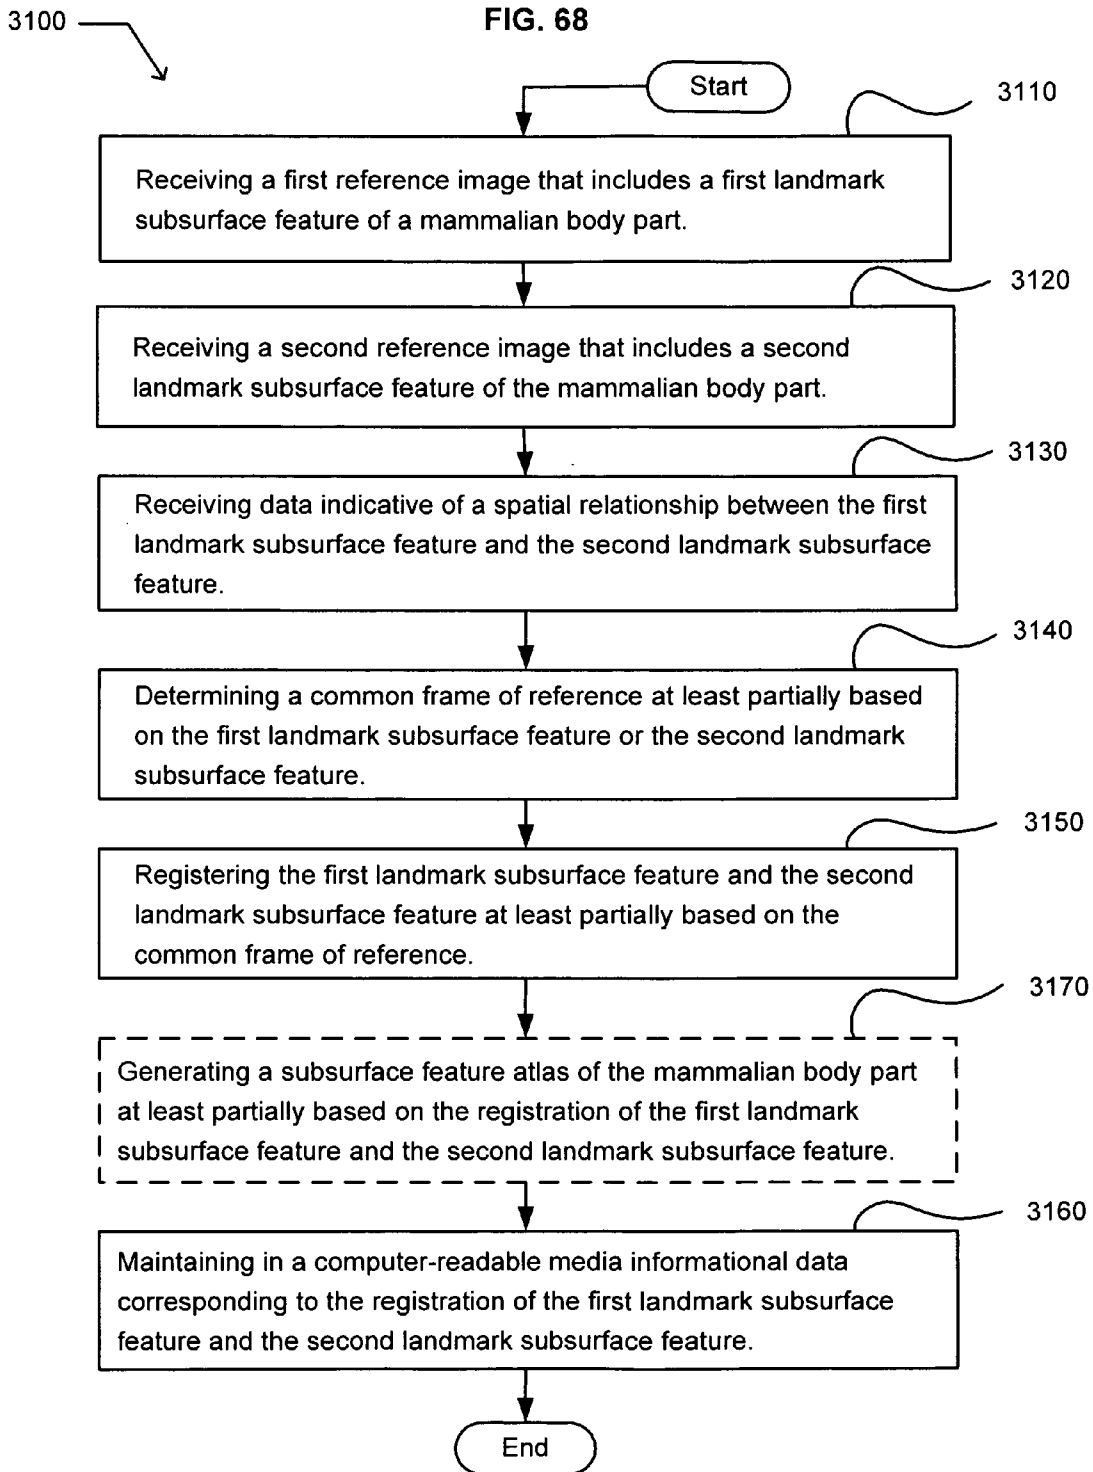 3100
FIG. 68
Start
3110
Receiving a first reference image that includes a first landmark
subsurface feature of a mammalian body part.
3120
Receiving a second reference image that includes a second
landmark subsurface feature of the mammalian body part.
3130
Receiving data indicative of a spatial relationship between the first
landmark subsurface feature and the second landmark subsurface
feature.
3140
Determining a common frame of reference at least partially based
on the first landmark subsurface feature or the second landmark
subsurface feature.
3150
Registering the first landmark subsurface feature and the second
landmark subsurface feature at least partially based on the
common frame of reference.
3170
Generating a subsurface feature atlas of the mammalian body part
at least partially based on the registration of the first landmark
subsurface feature and the second landmark subsurface feature.
3160
Maintaining in a computer-readable media informational data
corresponding to the registration of the first landmark subsurface
feature and the second landmark subsurface feature.
End